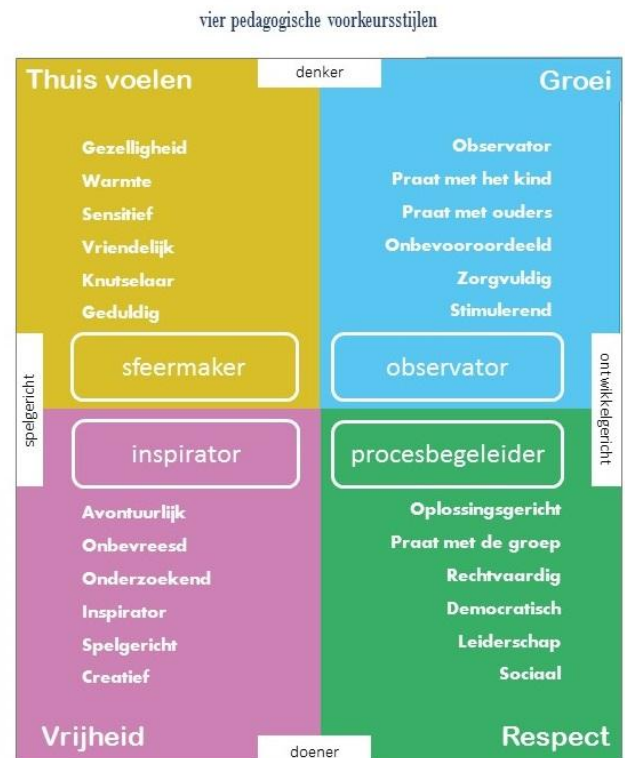 vier pedagogische voorkeursstijlen
denker
Thuis voelen
Gezelligheid
Warmte
Sensitief
Vriendelijk
Knutselaar
Geduldig
sfeermaker
Groei
Observator
Praat met het kind
Praat met ouders
Onbevooroordeeld
Zorgvuldig
Stimulerend
observator
spelgericht
ontwikkelgericht
inspirator
Avontuurlijk
Onbevreesd
Onderzoekend
Inspirator
Spelgericht
Creatief
Vrijheid
procesbegeleider
Oplossingsgericht
Praat met de groep
Rechtvaardig
Democratisch
Leiderschap
Sociaal
Respect
doener